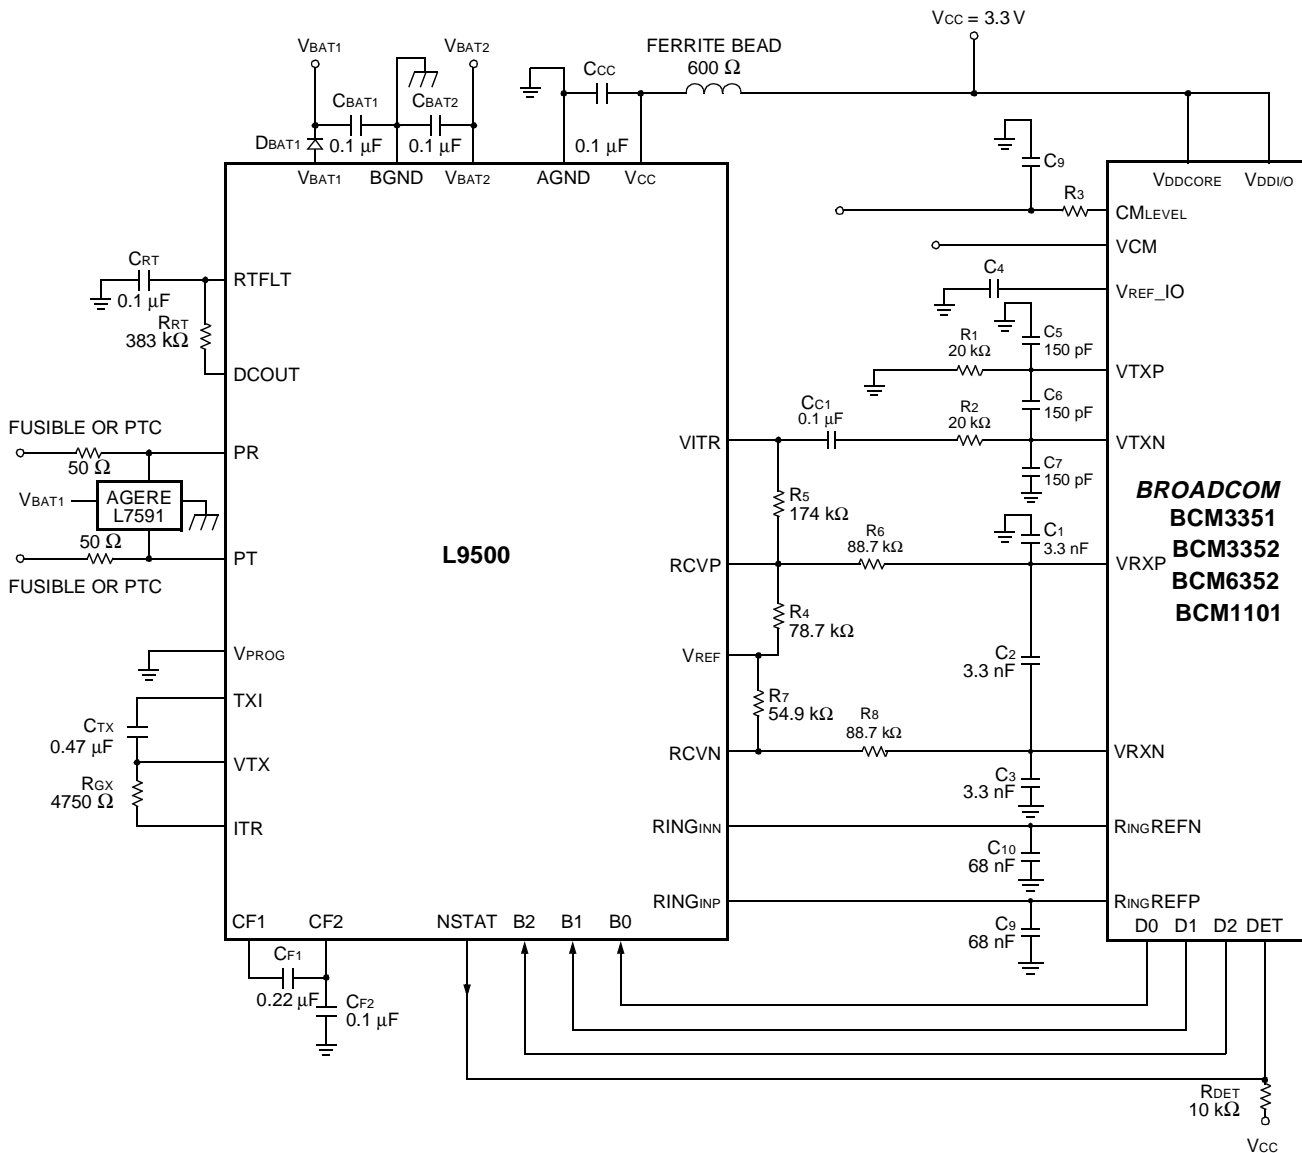 VCC = 3.3 V
VBAT1
VBAT2
FERRITE BEAD
600 Ω
CCC
CBAT1
CBAT2
DBAT1
0.1 µF
0.1 µF
0.1 µF
VBAT1
BGND
VBAT2
AGND
VCC
C9
R3
VDDCORE
VDDI/O
CMLEVEL
VCM
C4
VREF_IO
CRT
0.1 µF
RTFLT
RRT
383 kΩ
DCOUT
C5
150 pF
R1
20 kΩ
VTXP
C6
150 pF
CC1
0.1 µF
R2
20 kΩ
VITR
VTXN
C7
150 pF
FUSIBLE OR PTC
50 Ω
PR
VBAT1
AGERE
L7591
50 Ω
PT
FUSIBLE OR PTC
L9500
R5
174 kΩ
R6
88.7 kΩ
RCVP
C1
3.3 nF
VRXP
BROADCOM
BCM3351
BCM3352
BCM6352
BCM1101
R4
78.7 kΩ
VREF
C2
3.3 nF
R7
54.9 kΩ
R8
88.7 kΩ
RCVN
VRXN
C3
3.3 nF
VPROG
TXI
CTX
0.47 µF
VTX
RGX
4750 Ω
ITR
RINGINN
RINGREFN
C10
68 nF
RINGINP
RINGREFP
C9
68 nF
CF1
CF2
NSTAT
B2
B1
B0
D0
D1
D2
DET
CF1
0.22 µF
CF2
0.1 µF
RDET
10 kΩ
VCC